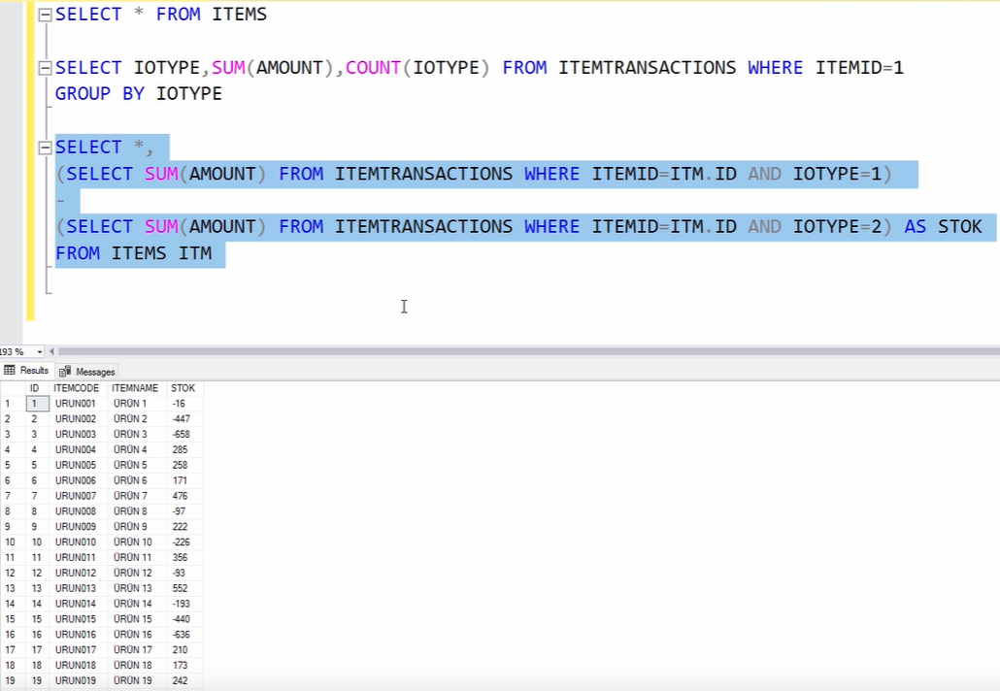 SELECT * FROM ITEMS
SELECT IOTYPE,SUM(AMOUNT),COUNT(IOTYPE) FROM ITEMTRANSACTIONS WHERE ITEMID=1
GROUP BY IOTYPE
SELECT *,
(SELECT SUM(AMOUNT) FROM ITEMTRANSACTIONS WHERE ITEMID=ITM.ID AND IOTYPE=1)
-
(SELECT SUM(AMOUNT) FROM ITEMTRANSACTIONS WHERE ITEMID=ITM.ID AND IOTYPE=2) AS STOK
FROM ITEMS ITM
193 %
Results Messages
ID ITEMCODE ITEMNAME STOK
1 1 URUN001 ÜRÜN 1 -16
2 2 URUN002 ÜRÜN 2 -447
3 3 URUN003 ÜRÜN 3 -658
4 4 URUN004 ÜRÜN 4 285
5 5 URUN005 ÜRÜN 5 258
6 6 URUN006 ÜRÜN 6 171
7 7 URUN007 ÜRÜN 7 476
8 8 URUN008 ÜRÜN 8 -97
9 9 URUN009 ÜRÜN 9 222
10 10 URUN010 ÜRÜN 10 -226
11 11 URUN011 ÜRÜN 11 356
12 12 URUN012 ÜRÜN 12 -93
13 13 URUN013 ÜRÜN 13 552
14 14 URUN014 ÜRÜN 14 -193
15 15 URUN015 ÜRÜN 15 -440
16 16 URUN016 ÜRÜN 16 -636
17 17 URUN017 ÜRÜN 17 210
18 18 URUN018 ÜRÜN 18 173
19 19 URUN019 ÜRÜN 19 242